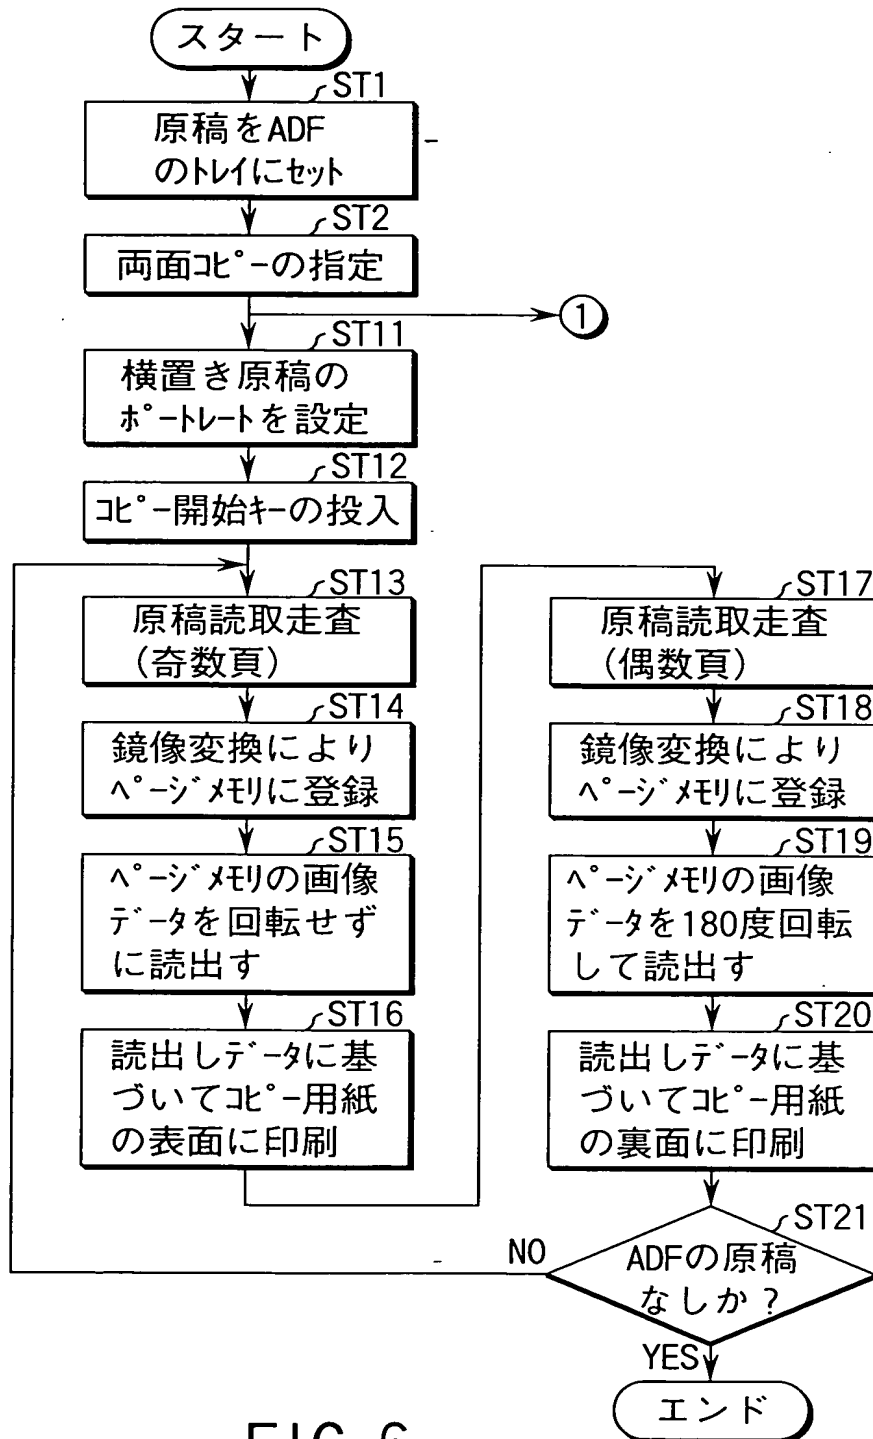 スタート
ST1
原稿をADF
のトレイにセット
ST2
両面コピーの指定
1
ST11
横置き原稿の
ポートレートを設定
ST12
コピー開始キーの投入
ST13
原稿読取走査
(奇数頁)
ST14
鏡像変換により
ページメモリに登録
ST15
ページメモリの画像
データを回転せず
に読出す
ST16
読出しデータに基
づいてコピー用紙
の表面に印刷
ST17
原稿読取走査
(偶数頁)
ST18
鏡像変換により
ページメモリに登録
ST19
ページメモリの画像
データを180度回転
して読出す
ST20
読出しデータに基
づいてコピー用紙
の裏面に印刷
ST21
ADFの原稿
なしか?
NO
YES
エンド
FIG.6